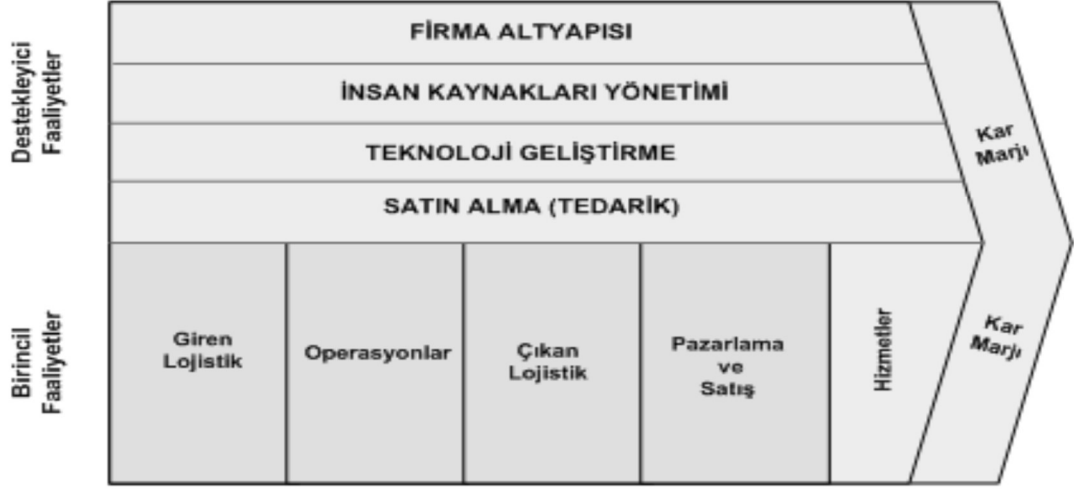 Destekleyici
Faaliyetler
FİRMA ALTYAPISI
İNSAN KAYNAKLARI YÖNETİMİ
TEKNOLOJİ GELİŞTİRME
SATIN ALMA (TEDARİK)
Kar
Marjı
Birincil
Faaliyetler
Giren
Lojistik
Operasyonlar
Çıkan
Lojistik
Pazarlama
ve
Satış
Hizmetler
Kar
Marjı